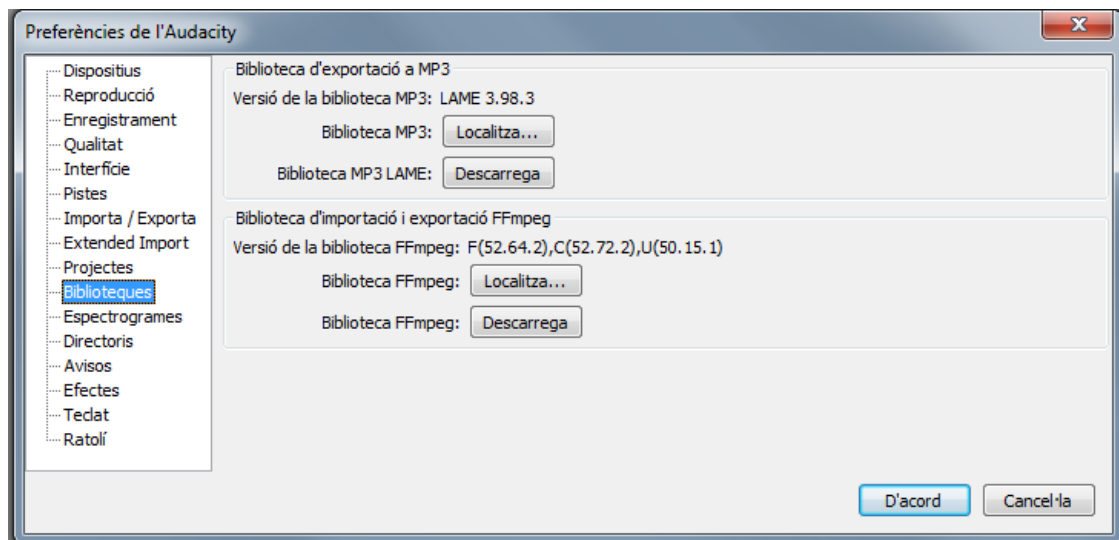 Preferències de l'Audacity
Dispositius
Reproducció
Enregistrament
Qualitat
Interfície
Pistes
Importa / Exporta
Extended Import
Projectes
Biblioteques
Espectrogrames
Directoris
Avisos
Efectes
Teclat
Ratolí
Biblioteca d'exportació a MP3
Versió de la biblioteca MP3: LAME 3.98.3
Biblioteca MP3: Localitza...
Biblioteca MP3 LAME: Descarrega
Biblioteca d'importació i exportació FFmpeg
Versió de la biblioteca FFmpeg: F(52.64.2),C(52.72.2),U(50.15.1)
Biblioteca FFmpeg: Localitza...
Biblioteca FFmpeg: Descarrega
D'acord Cancel·la